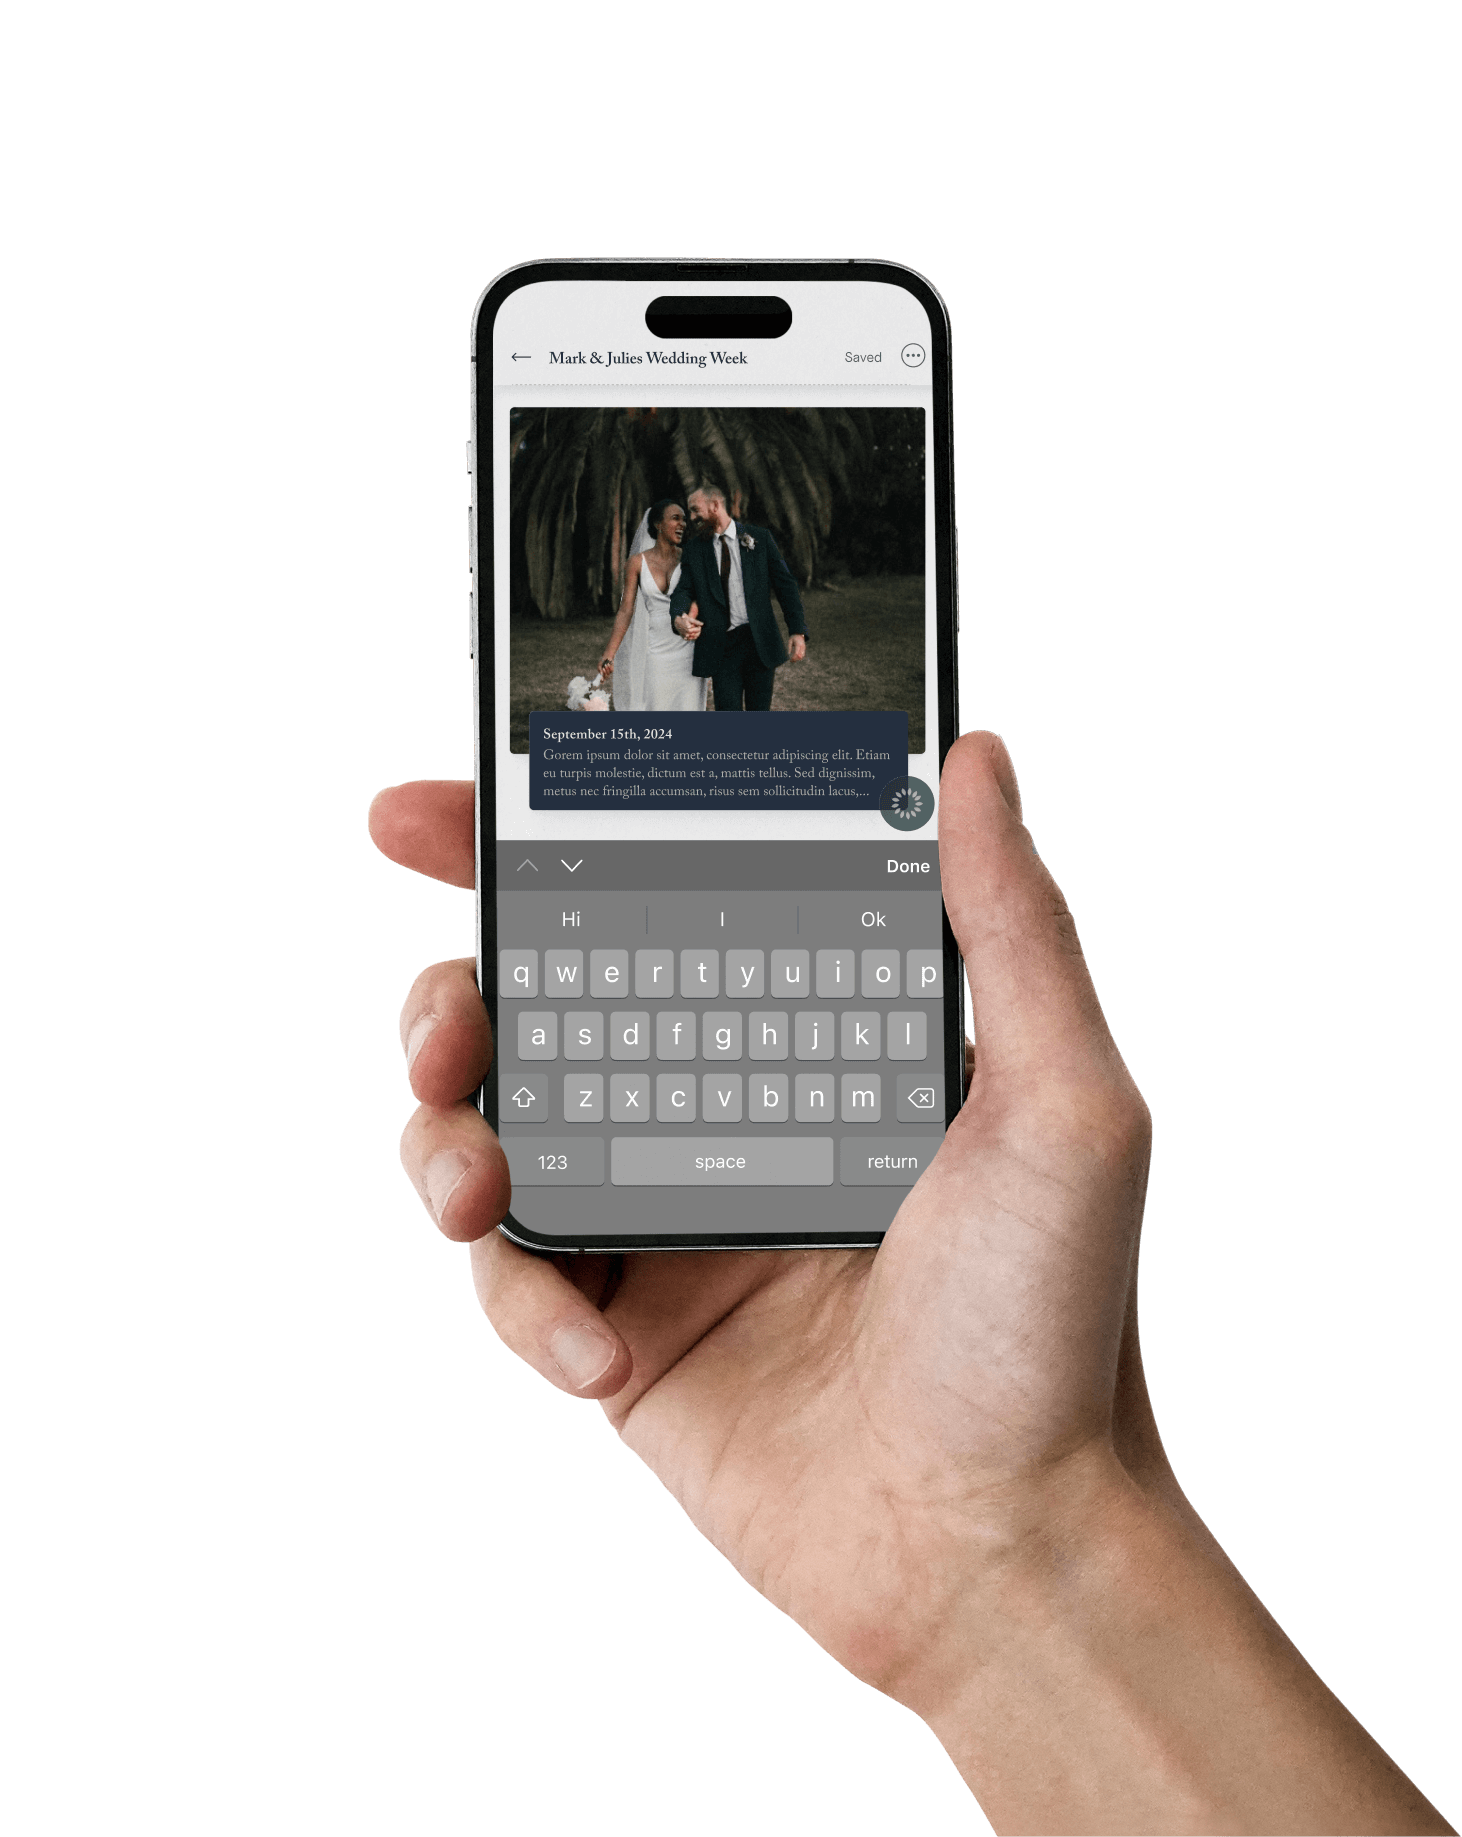 Mark & Julies Wedding Week
Saved
September 15th, 2024
Gorem ipsum dolor sit amet, consectetur adipiscing elit. Etiam
eu turpis molestie, dictum est a, mattis tellus. Sed dignissim,
metus nec fringilla accumsan, risus sem sollicitudin lacus,...
Done
Hi I Ok
q w e r t y u i o p
a s d f g h j k l
z x c v b n m
123 space return